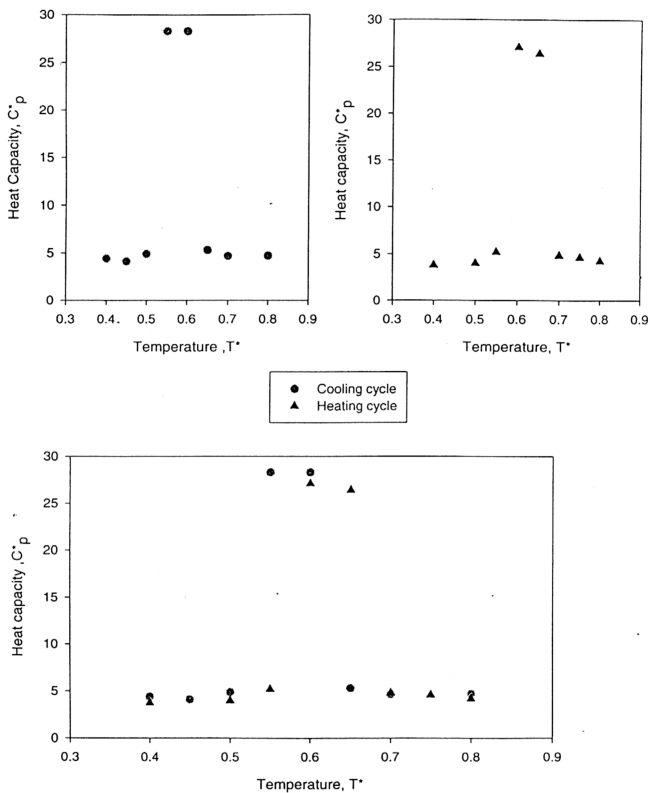 30
25
20
15
10
5
0
Heat Capacity, C*p
0.3 0.4 0.5 0.6 0.7 0.8 0.9
Temperature ,T*
30
25
20
15
10
5
0
Heat capacity, C*p
0.3 0.4 0.5 0.6 0.7 0.8 0.9
Temperature, T*
Cooling cycle
Heating cycle
30
25
20
15
10
5
0
Heat capacity ,C*p
0.3 0.4 0.5 0.6 0.7 0.8 0.9
Temperature, T*